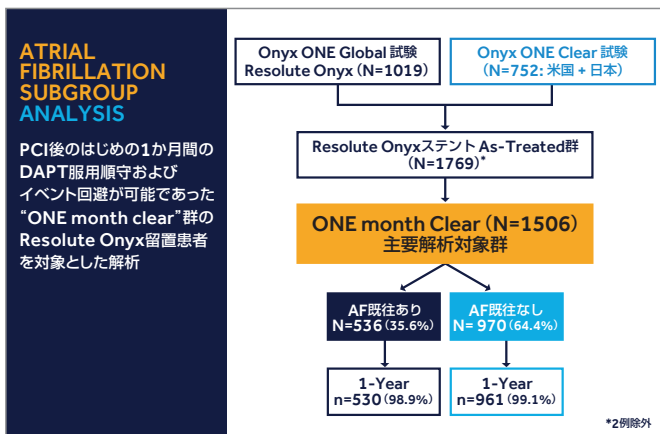 ATRIAL
FIBRILLATION
SUBGROUP
ANALYSIS
PCI後のはじめの1か月間の
DAPT服用順守および
イベント回避が可能であった
“ONE month clear”群の
Resolute Onyx留置患者
を対象とした解析
Onyx ONE Global 試験
Resolute Onyx（N=1019）
Onyx ONE Clear 試験
（N=752: 米国 + 日本）
Resolute Onyxステント As-Treated群
（N=1769）*
ONE month Clear（N=1506）
主要解析対象群
AF既往あり
N=536（35.6%）
AF既往なし
N= 970（64.4%）
1-Year
n=530（98.9%）
1-Year
n=961（99.1%）
*2例除外